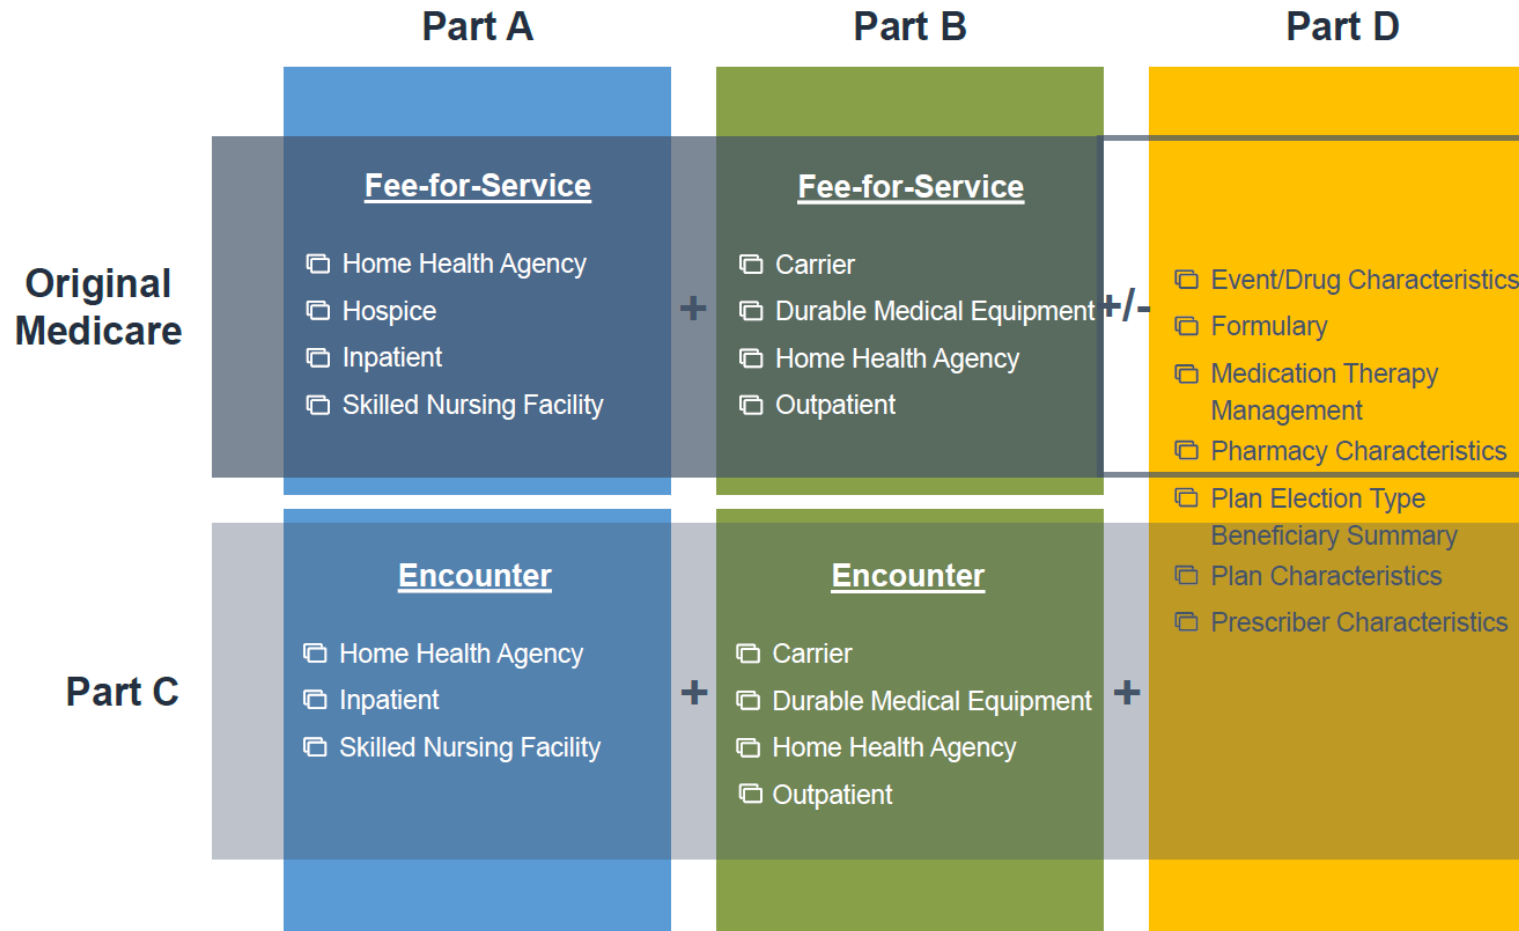 Part A
Part B
Part D
Original
Medicare
Fee-for-Service
Home Health Agency
Hospice
Inpatient
Skilled Nursing Facility
+
Fee-for-Service
Carrier
Durable Medical Equipment
Home Health Agency
Outpatient
+/-
Event/Drug Characteristics
Formulary
Medication Therapy
Management
Pharmacy Characteristics
Plan Election Type
Beneficiary Summary
Plan Characteristics
Prescriber Characteristics
Part C
Encounter
Home Health Agency
Inpatient
Skilled Nursing Facility
+
Encounter
Carrier
Durable Medical Equipment
Home Health Agency
Outpatient
+